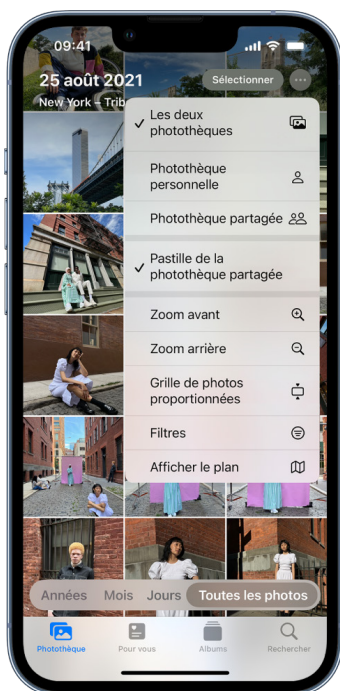 09:41
25 août 2021
Sélectionner
New York – Trib
Les deux
photothèques
Photothèque
personnelle
Photothèque partagée
Pastille de la
photothèque partagée
Zoom avant
Zoom arrière
Grille de photos
proportionnées
Filtres
Afficher le plan
Années Mois Jours Toutes les photos
Photothèque Pour vous Albums Rechercher